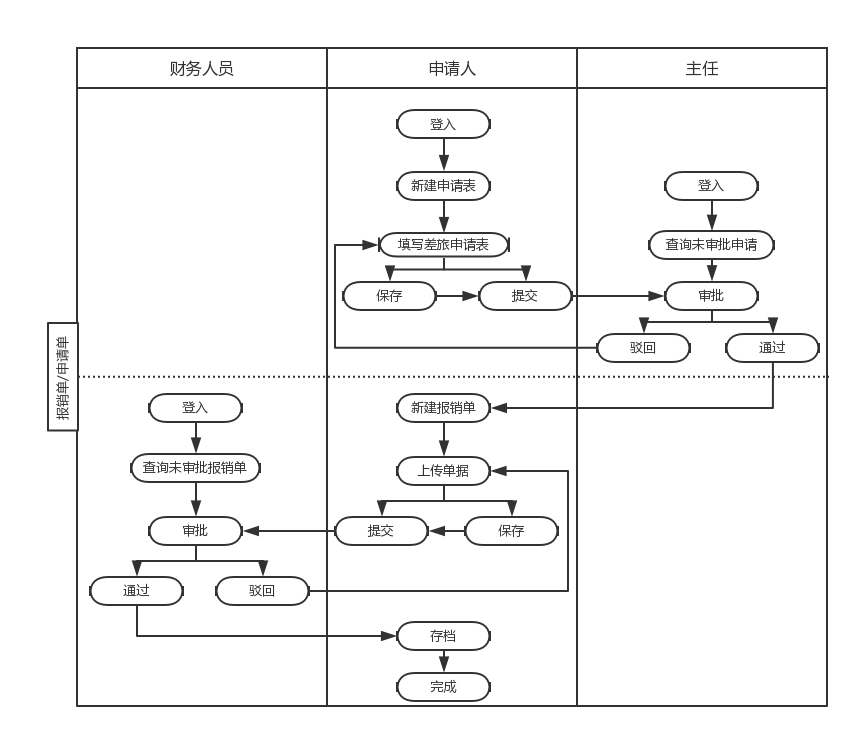 财务人员
申请人
主任
登入
新建申请表
登入
填写差旅申请表
查询未审批申请
保存
提交
审批
驳回
通过
报销单/申请单
登入
新建报销单
查询未审批报销单
上传单据
审批
提交
保存
通过
驳回
存档
完成